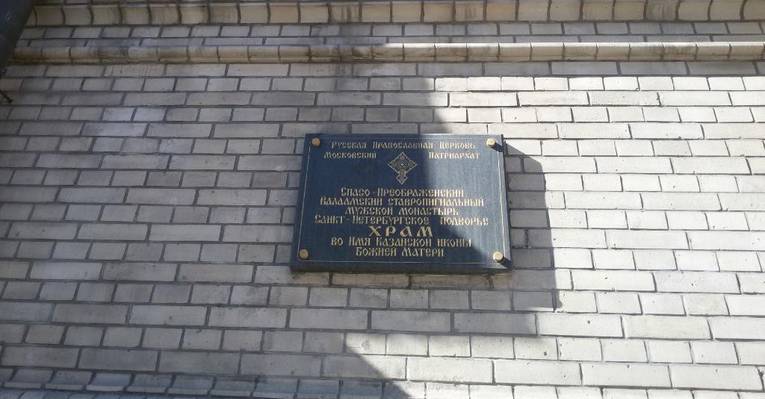 Русская Православная Церковь
Московский Патриархат
Спасо-Преображенский
Валаамский ставропигиальный
мужской монастырь
Санкт-Петербургское подворье
ХРАМ
во имя Казанской иконы
Божией Матери